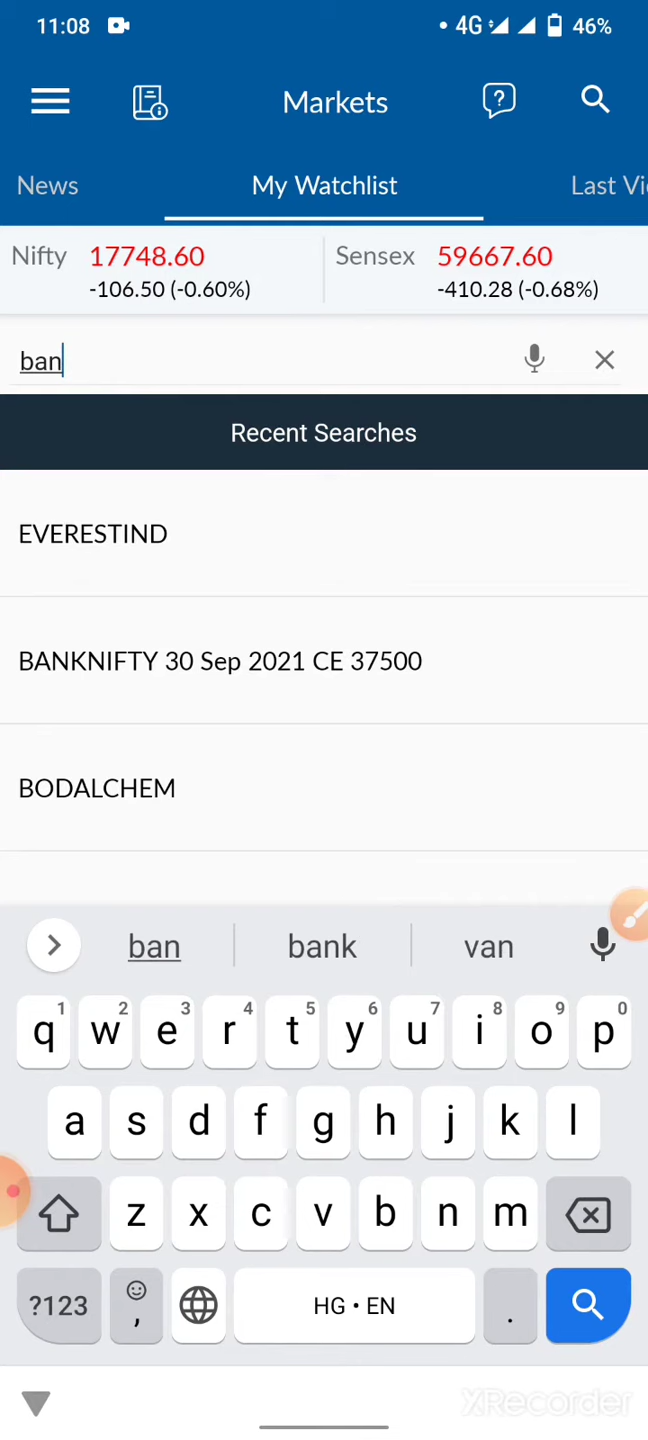 11:08 4G 46%
Markets
News My Watchlist Last Vi
Nifty 17748.60 Sensex 59667.60
-106.50 (-0.60%) -410.28 (-0.68%)
ban
Recent Searches
EVERESTIND
BANKNIFTY 30 Sep 2021 CE 37500
BODALCHEM
ban bank van
1 2 3 4 5 6 7 8 9 0
q w e r t y u i o p
a s d f g h j k l
z x c v b n m
?123 , HG • EN .
XRecorder